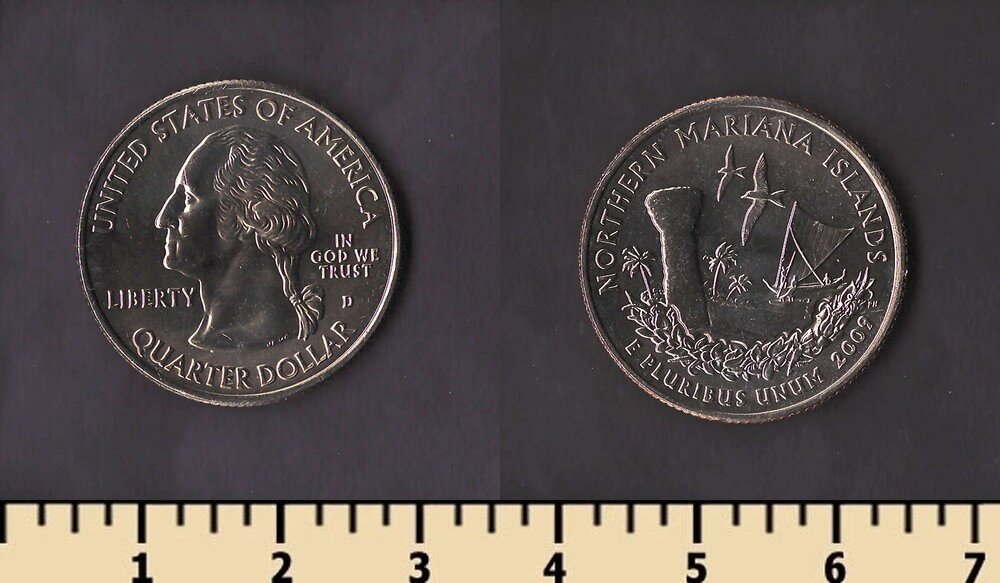 UNITED STATES OF AMERICA
IN
GOD WE
TRUST
LIBERTY
D
QUARTER DOLLAR
NORTHERN MARIANA ISLANDS
E PLURIBUS UNUM 2009
1 2 3 4 5 6 7